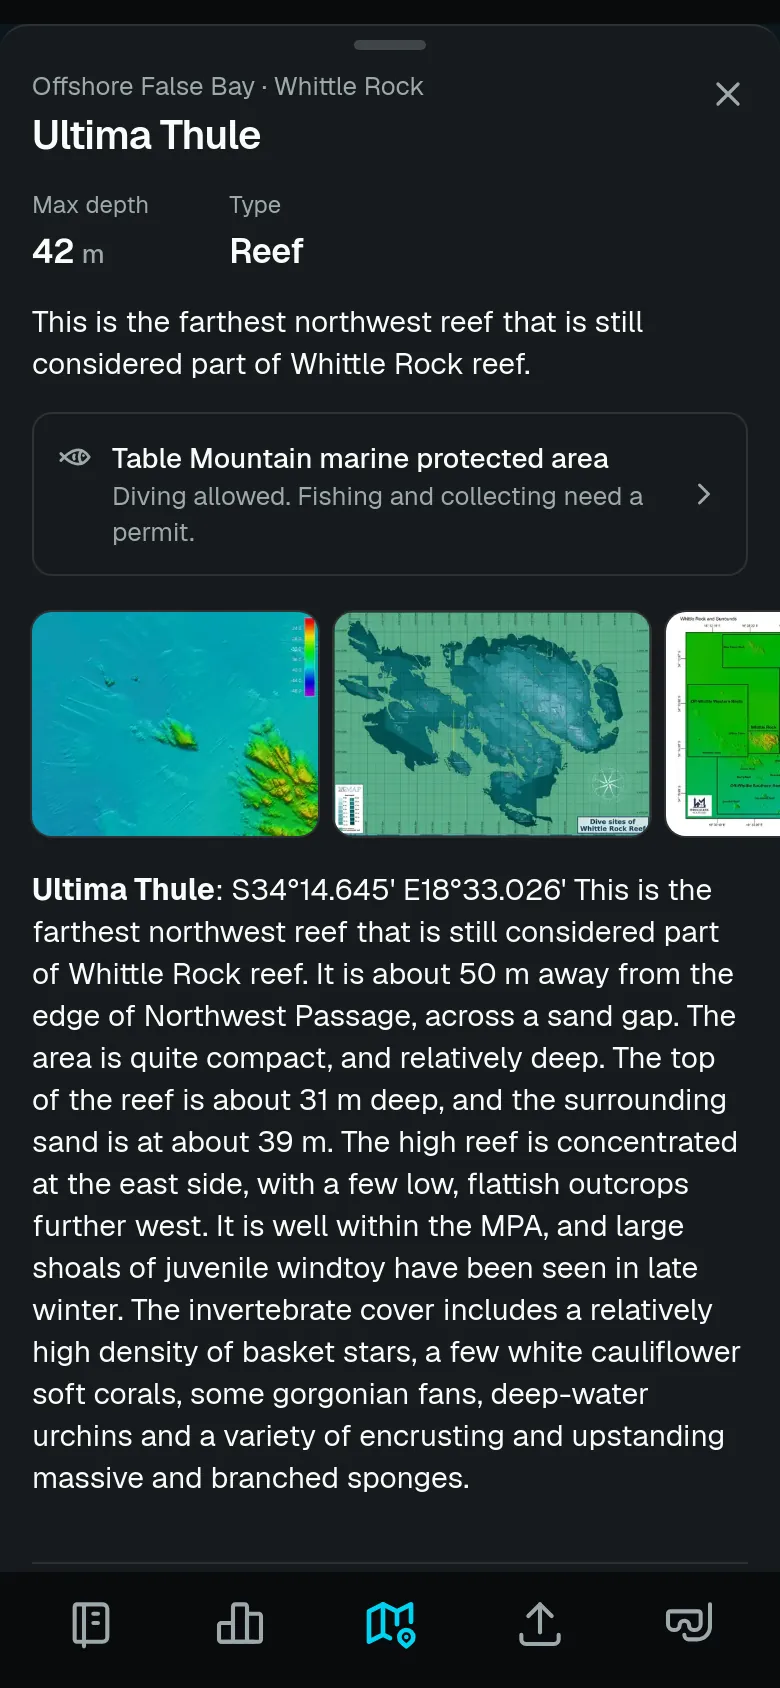 Offshore False Bay · Whittle Rock
Ultima Thule
Max depth
Type
42 m
Reef
This is the farthest northwest reef that is still
considered part of Whittle Rock reef.
Table Mountain marine protected area
Diving allowed. Fishing and collecting need a
permit.
Dive sites of
Whittle Rock Reef
Whittle Rock and Surrounds
Ultima Thule: S34°14.645' E18°33.026' This is the
farthest northwest reef that is still considered part
of Whittle Rock reef. It is about 50 m away from the
edge of Northwest Passage, across a sand gap. The
area is quite compact, and relatively deep. The top
of the reef is about 31 m deep, and the surrounding
sand is at about 39 m. The high reef is concentrated
at the east side, with a few low, flattish outcrops
further west. It is well within the MPA, and large
shoals of juvenile windtoy have been seen in late
winter. The invertebrate cover includes a relatively
high density of basket stars, a few white cauliflower
soft corals, some gorgonian fans, deep-water
urchins and a variety of encrusting and upstanding
massive and branched sponges.